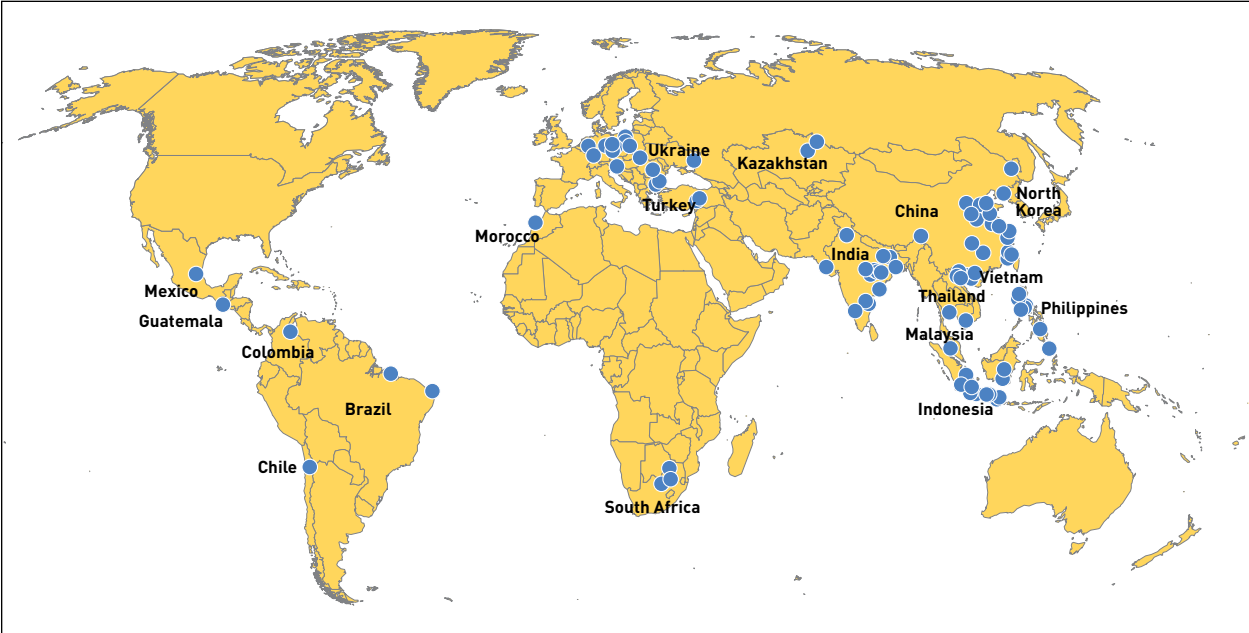 Ukraine
Kazakhstan
North
Korea
China
Turkey
Morocco
India
Vietnam
Mexico
Thailand
Guatemala
Philippines
Malaysia
Colombia
Brazil
Indonesia
Chile
South Africa